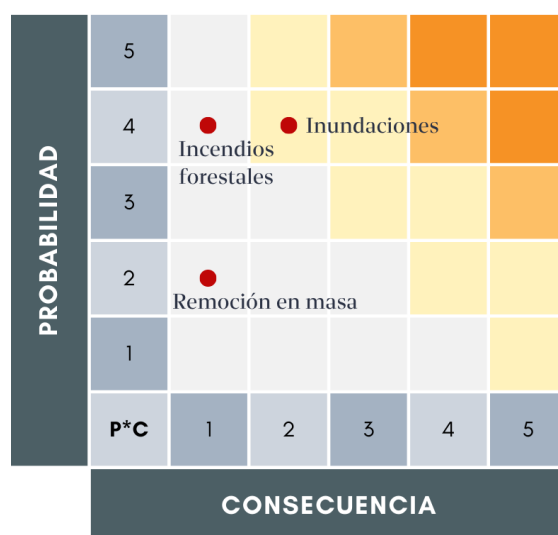 PROBABILIDAD
5
4
Inundaciones
Incendios
forestales
3
2
Remoción en masa
1
P*C
1
2
3
4
5
CONSECUENCIA